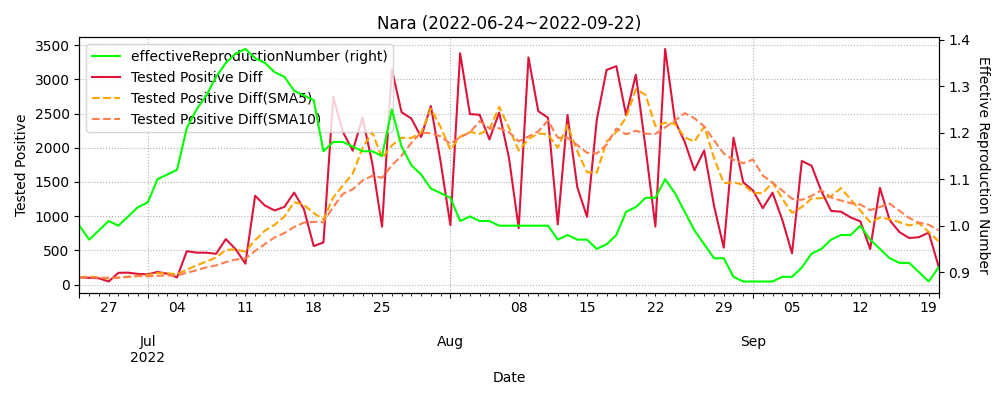 Nara (2022-06-24~2022-09-22)
effectiveReproductionNumber (right)
Tested Positive Diff
Tested Positive Diff(SMA5)
Tested Positive Diff(SMA10)
3500
3000
2500
2000
1500
1000
500
0
Tested Positive
1.4
1.3
1.2
1.1
1.0
0.9
Effective Reproduction Number
27 04 11 18 25 08 15 22 29 05 12 19
Jul Aug Sep
2022
Date